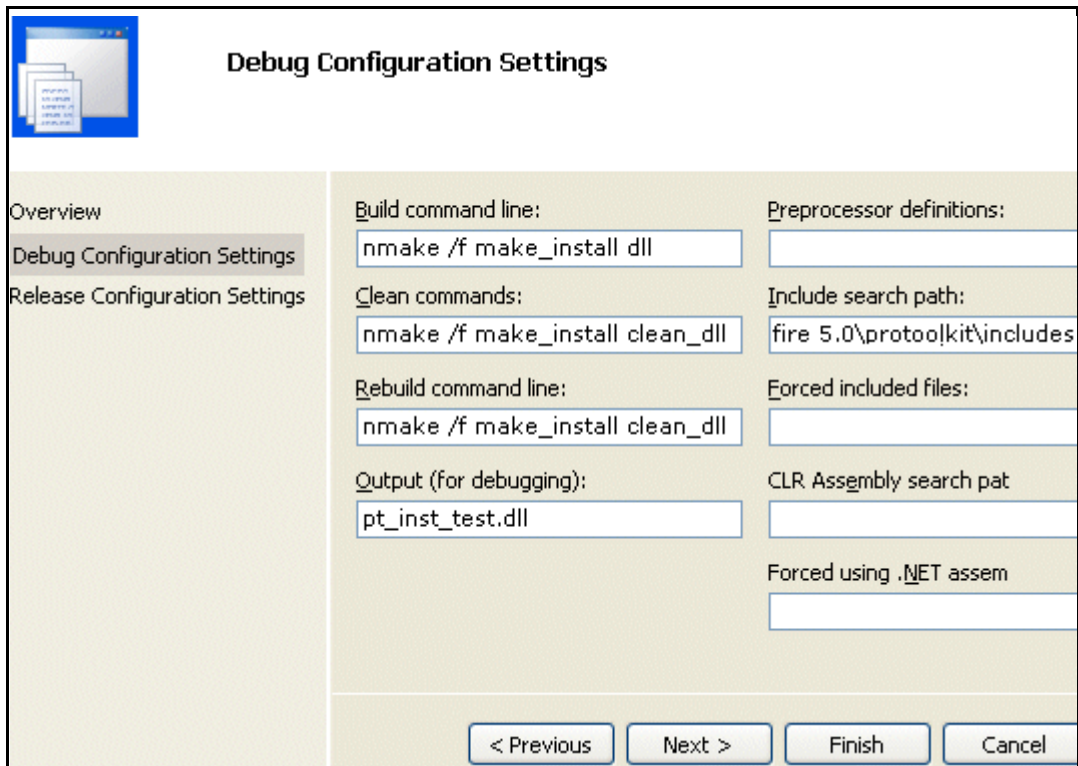 Debug Configuration Settings
Overview
Debug Configuration Settings
Release Configuration Settings
Build command line:
nmake /f make_install dll
Clean commands:
nmake /f make_install clean_dll
Rebuild command line:
nmake /f make_install clean_dll
Output (for debugging):
pt_inst_test.dll
Preprocessor definitions:
Include search path:
fire 5.0\protoolkit\includes
Forced included files:
CLR Assembly search pat
Forced using .NET assem
< Previous
Next >
Finish
Cancel